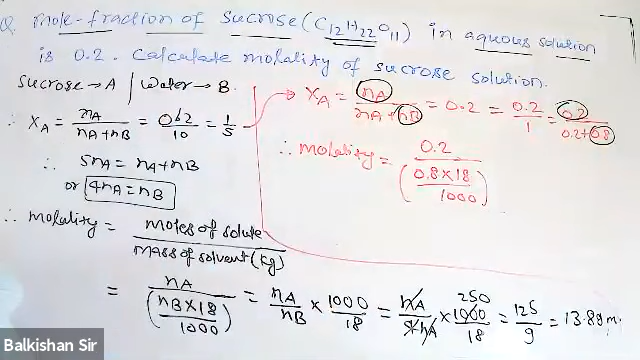 Q. Mole-fraction of sucrose (C12H22O11) in aqueous solution
is 0.2. Calculate molality of sucrose solution.
Sucrose → A | Water → B.
∴ XA = nA / (nA + nB) = 0.2 / 10 = 1/5
∴ 5nA = nA + nB
or 4nA = nB
→ XA = nA / (nA + nB) = 0.2 = 0.2/1 = 0.2 / (0.2 + 0.8)
∴ Molality = 0.2 / (0.8 × 18 / 1000)
∴ Molality = Moles of solute / Mass of solvent (kg)
= nA / (nB × 18 / 1000) = nA/nB × 1000/18 = nA/4nA × 1000/18 250 = 125/9 = 13.89 m.
Balkishan Sir